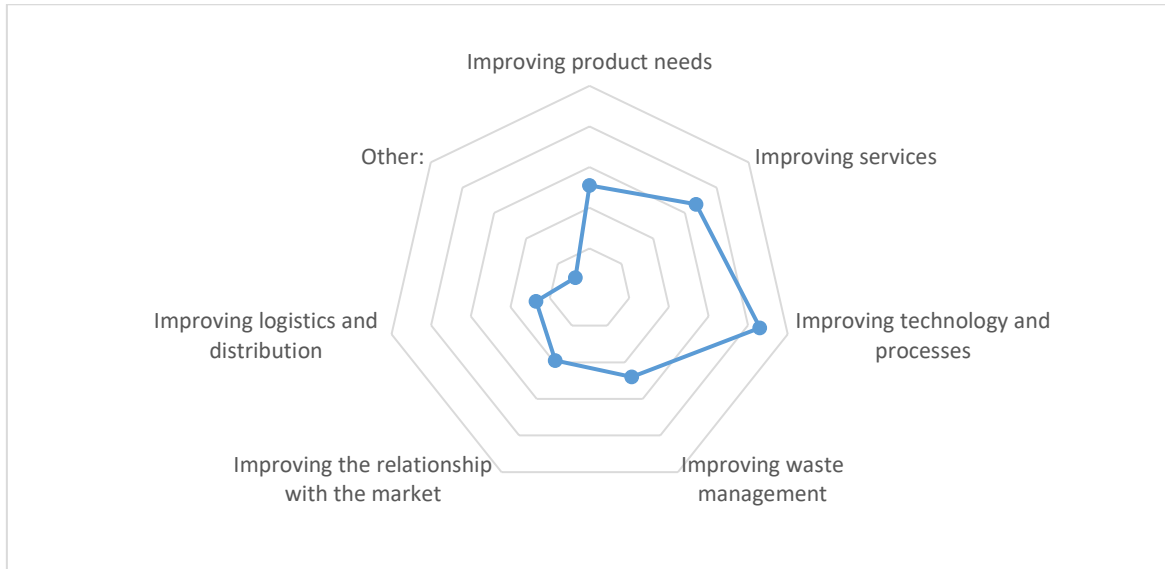 Improving product needs
Other:
Improving services
Improving logistics and
distribution
Improving technology and
processes
Improving the relationship
with the market
Improving waste
management